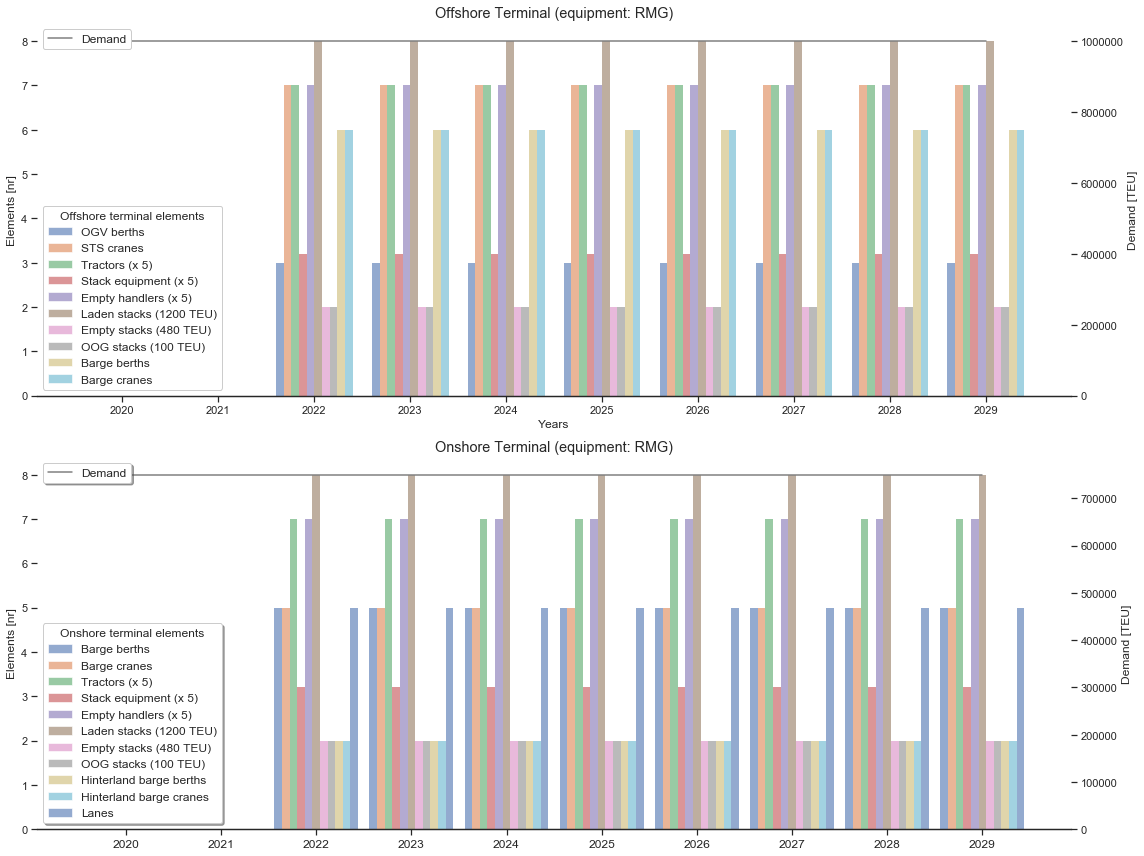 Offshore Terminal (equipment: RMG)
Demand
8
7
6
5
4
3
2
1
0
Elements [nr]
1000000
800000
600000
400000
200000
0
Demand [TEU]
Offshore terminal elements
OGV berths
STS cranes
Tractors (x 5)
Stack equipment (x 5)
Empty handlers (x 5)
Laden stacks (1200 TEU)
Empty stacks (480 TEU)
OOG stacks (100 TEU)
Barge berths
Barge cranes
2020 2021 2022 2023 2024 2025 2026 2027 2028 2029
Years
Onshore Terminal (equipment: RMG)
Demand
8
7
6
5
4
3
2
1
0
Elements [nr]
700000
600000
500000
400000
300000
200000
100000
0
Demand [TEU]
Onshore terminal elements
Barge berths
Barge cranes
Tractors (x 5)
Stack equipment (x 5)
Empty handlers (x 5)
Laden stacks (1200 TEU)
Empty stacks (480 TEU)
OOG stacks (100 TEU)
Hinterland barge berths
Hinterland barge cranes
Lanes
2020 2021 2022 2023 2024 2025 2026 2027 2028 2029